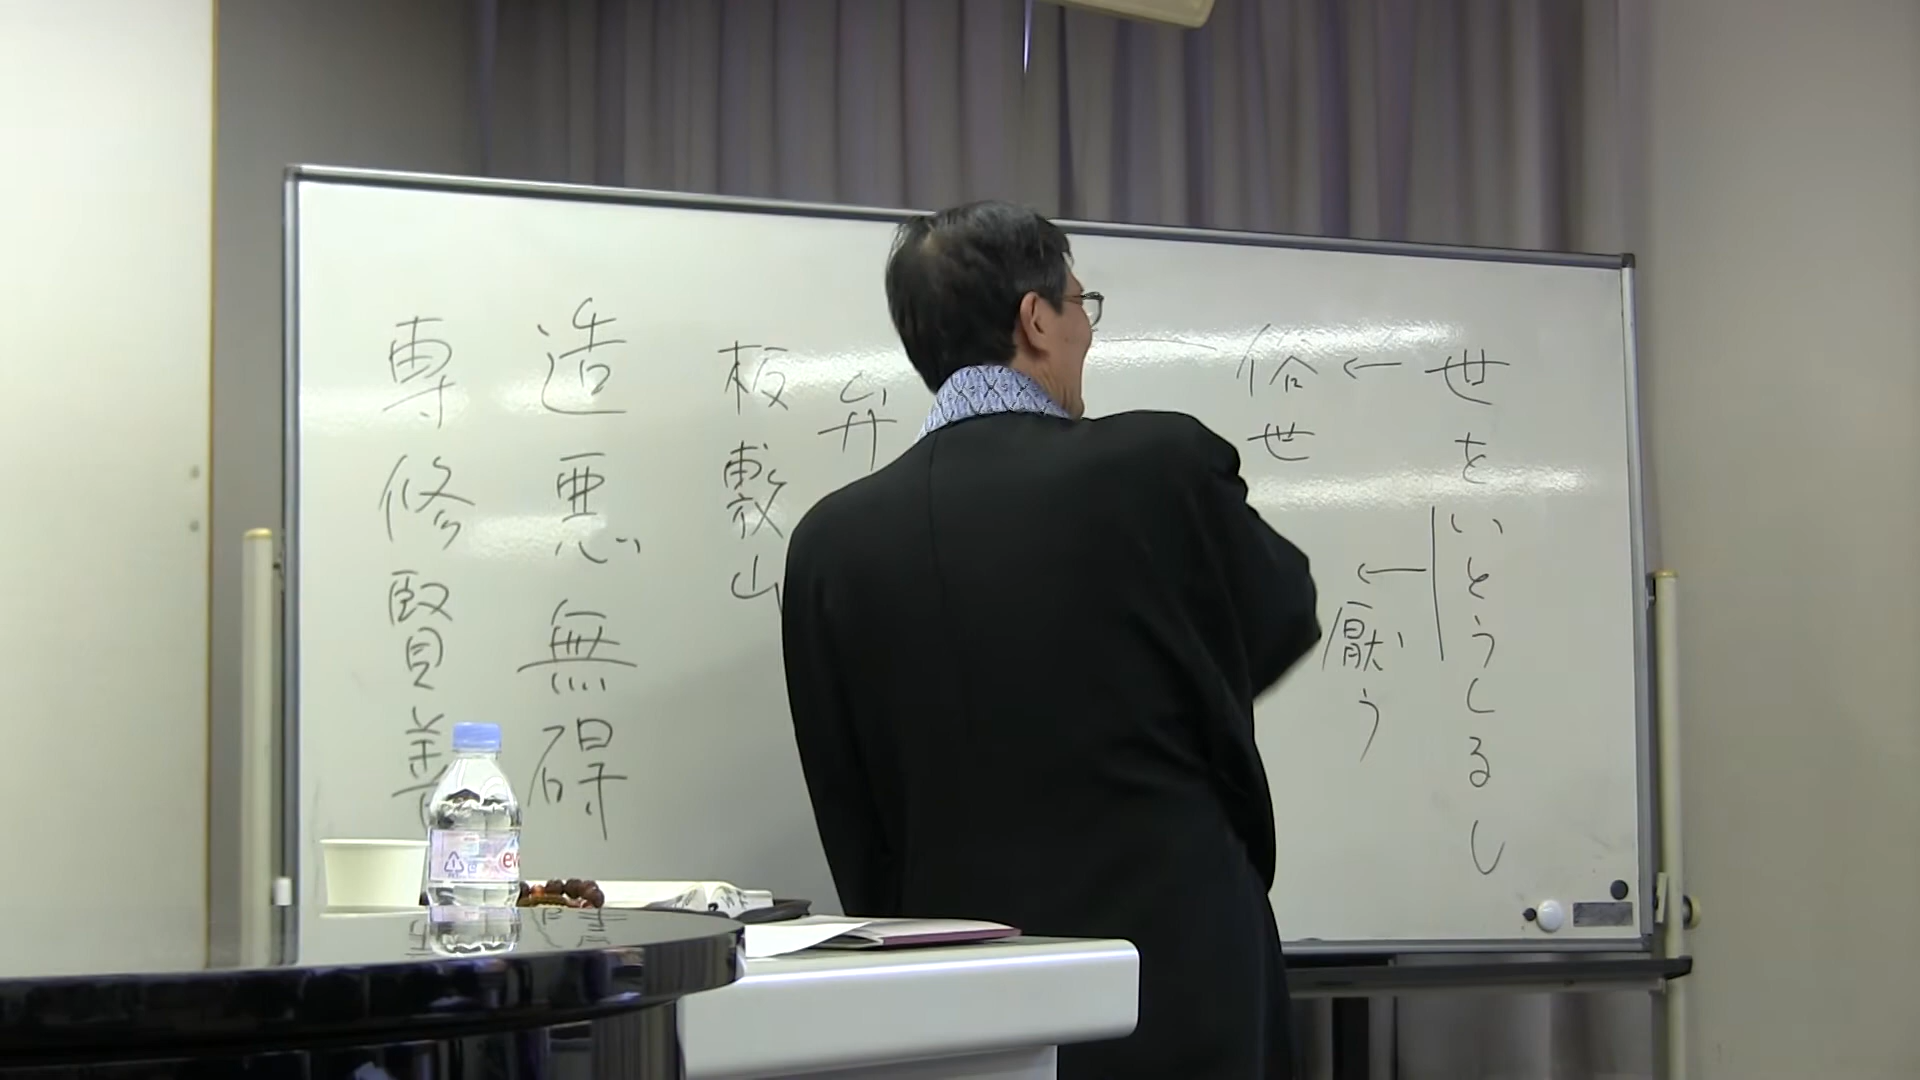 世をいとうしるし
俗世
厭う
弁
板敷山
造悪無碍
専修賢善
ev